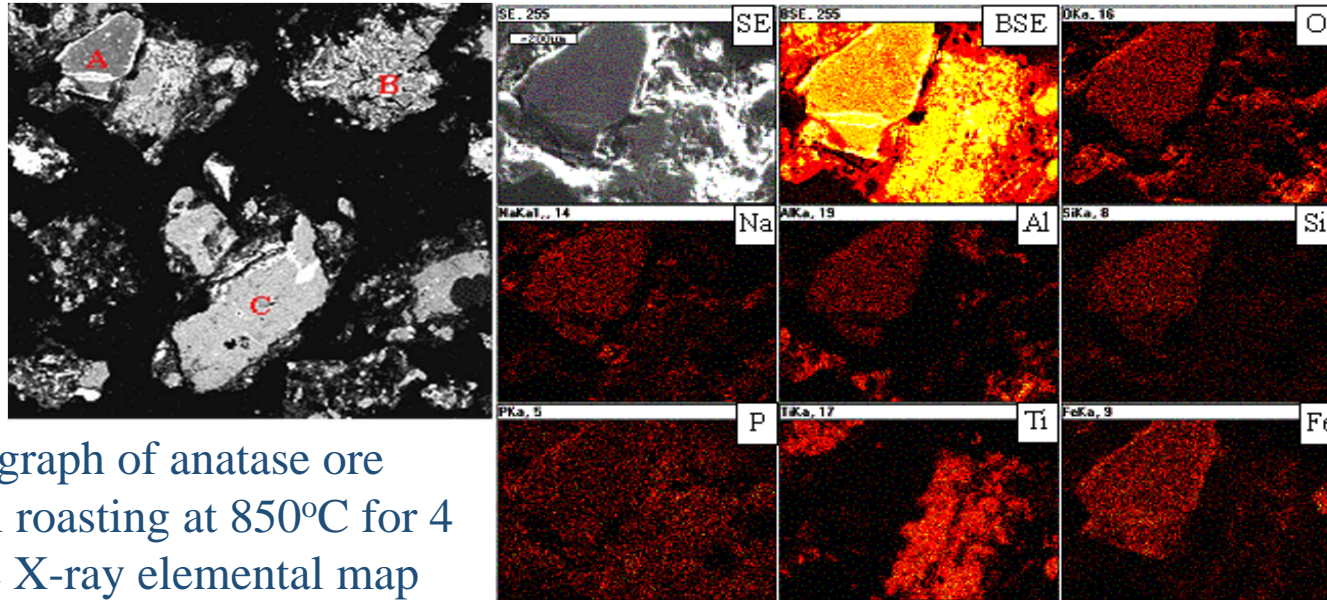 A
B
C
SE, 255
SE
BSE, 255
BSE
OKa, 16
O
NaKa1,, 14
Na
AlKa, 19
Al
SiKa, 8
Si
PKa, 5
P
TiKa, 17
Ti
FeKa, 9
Fe
graph of anatase ore
roasting at 850°C for 4
X-ray elemental map